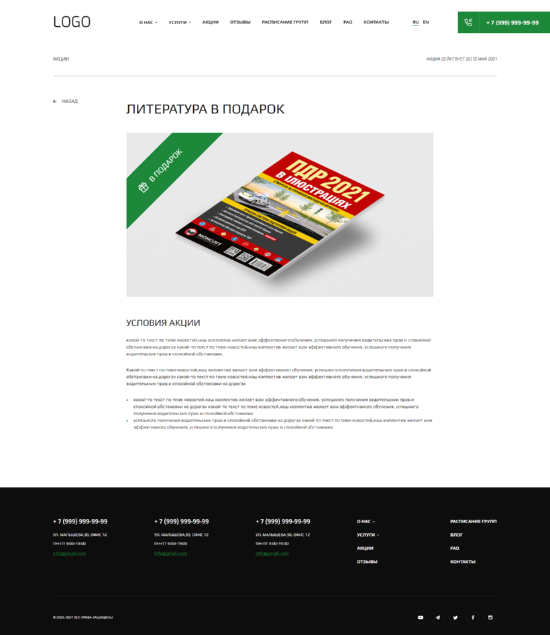 LOGO
О НАС
УСЛУГИ
АКЦИИ
ОТЗЫВЫ
РАСПИСАНИЕ ГРУПП
БЛОГ
FAQ
КОНТАКТЫ
RU EN
+ 7 (999) 999-99-99
АКЦИИ
АКЦИЯ ДЕЙСТВУЕТ ДО 12 МАЯ 2021
НАЗАД
ЛИТЕРАТУРА В ПОДАРОК
В ПОДАРОК
ПДР 2021
В ІЛЮСТРАЦІЯХ
МОНОЛІТ
УСЛОВИЯ АКЦИИ
какой-то текст по теме новостей,наш коллектив желает вам эффективного обучения, успешного получения водительских прав и спокойной
обстановки на дорогах какой-то текст по теме новостей,наш коллектив желает вам эффективного обучения, успешного получения
водительских прав и спокойной обстановки.
Какой-то текст по теме новостей,наш коллектив желает вам эффективного обучения, успешного получения водительских прав и спокойной
обстановки на дорогах какой-то текст по теме новостей,наш коллектив желает вам эффективного обучения, успешного получения
водительских прав и спокойной обстановки на дорогах
какой-то текст по теме новостей,наш коллектив желает вам эффективного обучения, успешного получения водительских прав и
спокойной обстановки на дорогах какой-то текст по теме новостей,наш коллектив желает вам эффективного обучения, успешного
получения водительских прав и спокойной обстановки
успешного получения водительских прав и спокойной обстановки на дорогах какой-то текст по теме новостей,наш коллектив желает вам
эффективного обучения, успешного получения водительских прав и спокойной обстановки.
+ 7 (999) 999-99-99
УЛ. МАЛЫШЕВА,30, ОФИС 12
ПН-ПТ 9:00-19:00
info@gmail.com
+ 7 (999) 999-99-99
УЛ. МАЛЫШЕВА,30, ОФИС 12
ПН-ПТ 9:00-19:00
info@gmail.com
+ 7 (999) 999-99-99
УЛ. МАЛЫШЕВА,30, ОФИС 12
ПН-ПТ 9:00-19:00
info@gmail.com
О НАС
УСЛУГИ
АКЦИИ
ОТЗЫВЫ
РАСПИСАНИЕ ГРУПП
БЛОГ
FAQ
КОНТАКТЫ
© 2005-2021 ВСЕ ПРАВА ЗАЩИЩЕНЫ